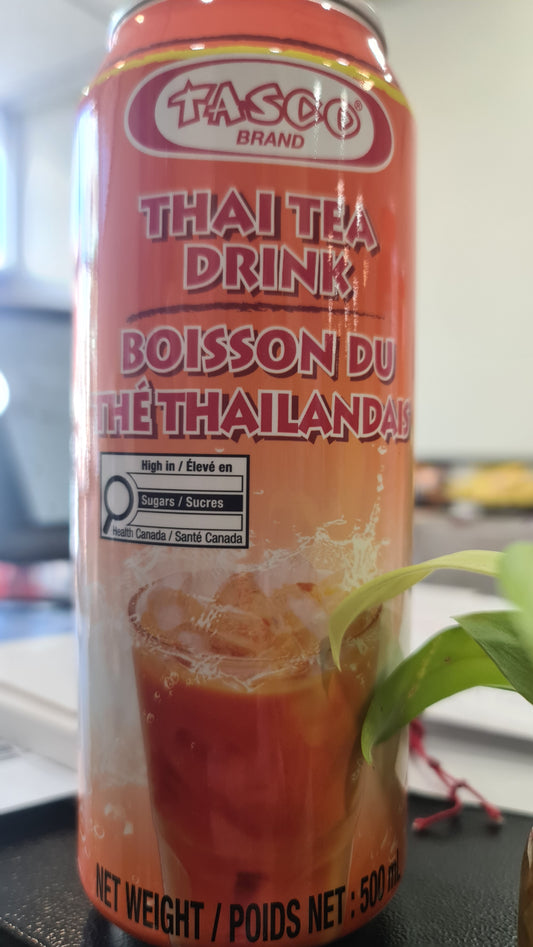 TASCO®
BRAND
THAI TEA
DRINK
BOISSON DU
THÉ THAILANDAIS
High in / Élevé en
Sugars / Sucres
Health Canada / Santé Canada
NET WEIGHT / POIDS NET : 500 mL